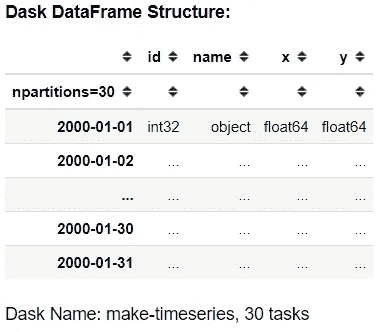 Dask DataFrame Structure:
id name x y
npartitions=30
2000-01-01 int32 object float64 float64
2000-01-02 ... ... ... ...
... ... ... ... ...
2000-01-30 ... ... ... ...
2000-01-31 ... ... ... ...
Dask Name: make-timeseries, 30 tasks